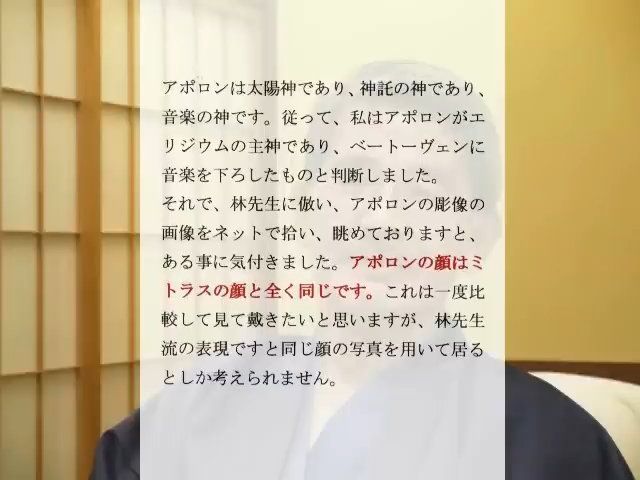 アポロンは太陽神であり、神託の神であり、
音楽の神です。従って、私はアポロンがエ
リジウムの主神であり、ベートーヴェンに
音楽を下ろしたものと判断しました。
それで、林先生に倣い、アポロンの彫像の
画像をネットで拾い、眺めておりますと、
ある事に気付きました。アポロンの顔はミ
トラスの顔と全く同じです。これは一度比
較して見て戴きたいと思いますが、林先生
流の表現ですと同じ顔の写真を用いて居る
としか考えられません。